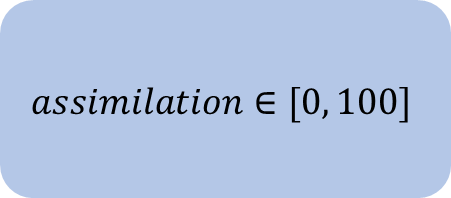 assimilation ∈ [0, 100]